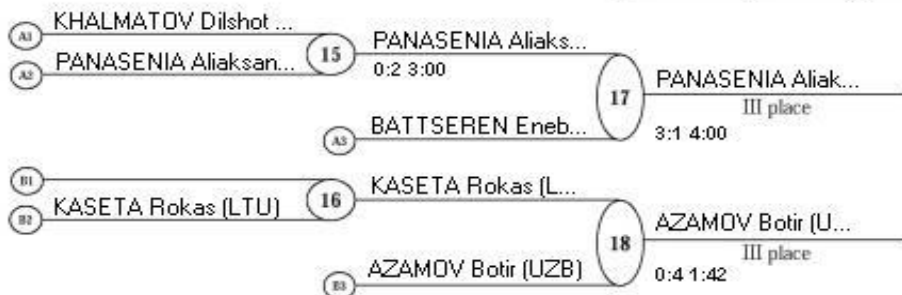 A1 KHALMATOV Dilshot ...
A2 PANASENIA Aliaksan...
15
PANASENIA Aliaks...
0:2 3:00
A3 BATTSEREN Eneb...
17
PANASENIA Aliak...
III place
3:1 4:00
B1
B2 KASETA Rokas (LTU)
16
KASETA Rokas (L...
B3 AZAMOV Botir (UZB)
18
AZAMOV Botir (U...
III place
0:4 1:42